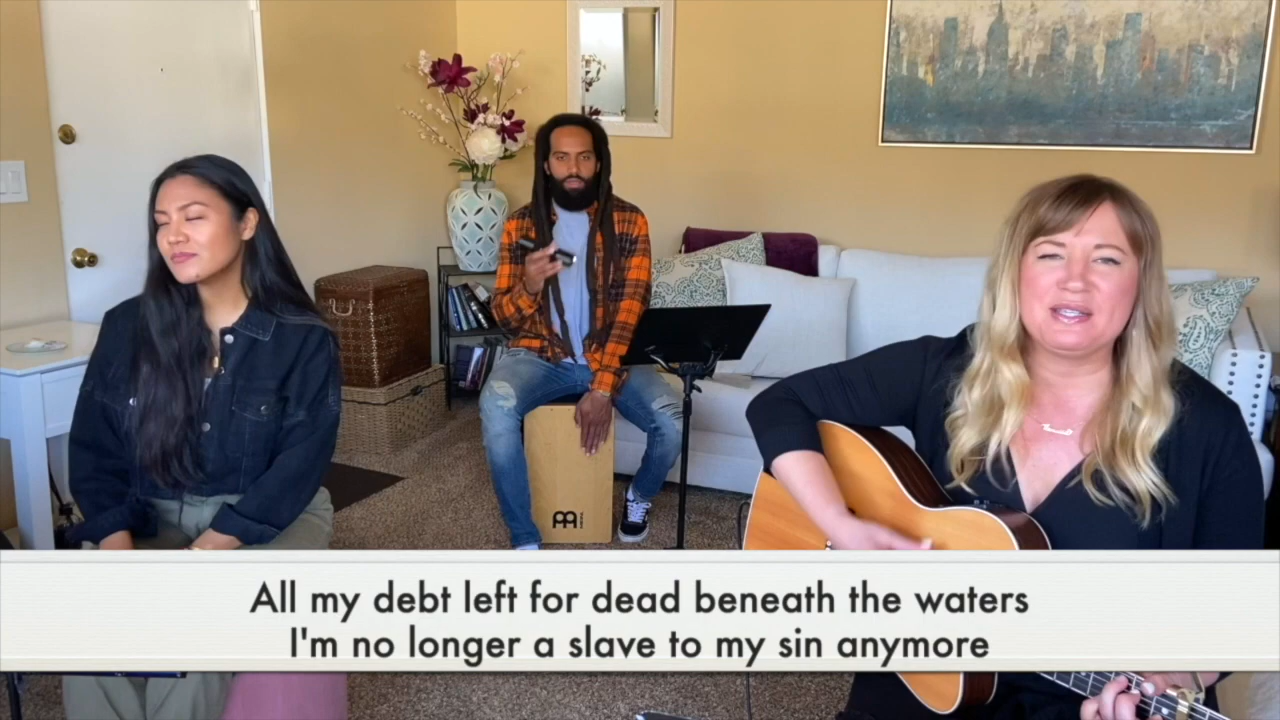 All my debt left for dead beneath the waters
I'm no longer a slave to my sin anymore